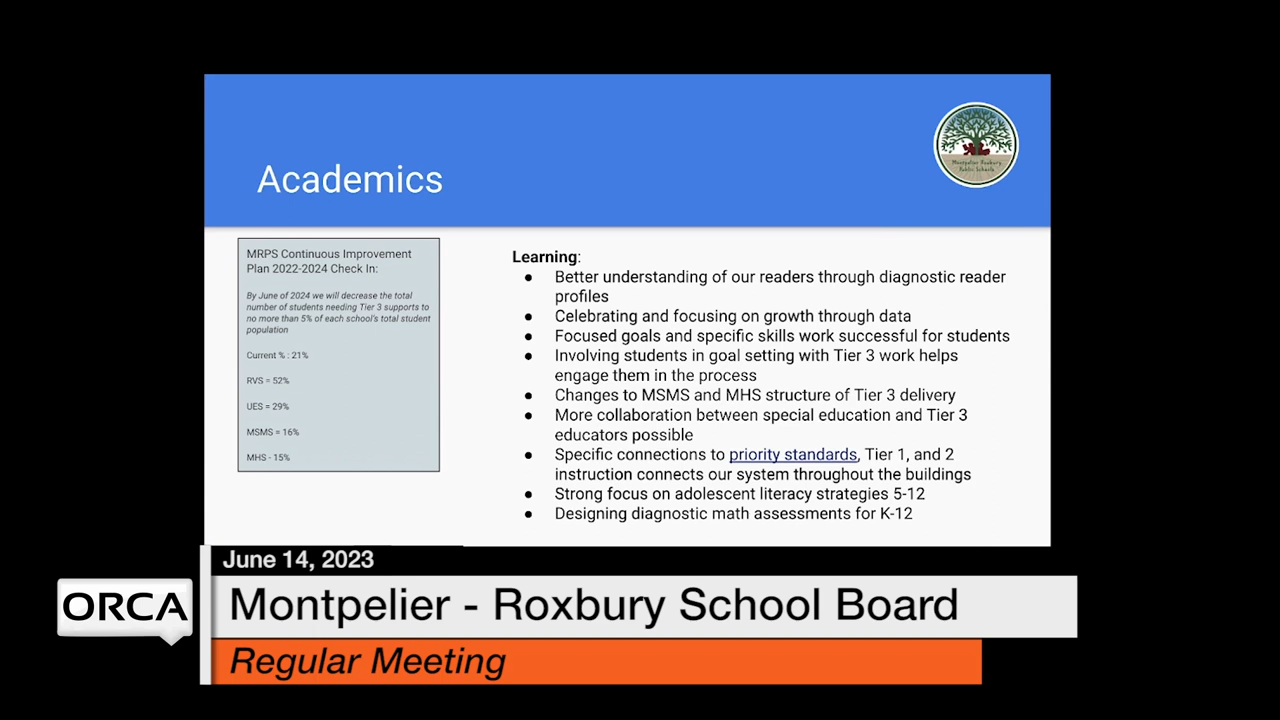 Academics
Montpelier Roxbury
Public Schools
MRPS Continuous Improvement
Plan 2022-2024 Check In:
By June of 2024 we will decrease the total
number of students needing Tier 3 supports to
no more than 5% of each school's total student
population
Current % : 21%
RVS = 52%
UES = 29%
MSMS = 16%
MHS - 15%
Learning:
● Better understanding of our readers through diagnostic reader
profiles
● Celebrating and focusing on growth through data
● Focused goals and specific skills work successful for students
● Involving students in goal setting with Tier 3 work helps
engage them in the process
● Changes to MSMS and MHS structure of Tier 3 delivery
● More collaboration between special education and Tier 3
educators possible
● Specific connections to priority standards, Tier 1, and 2
instruction connects our system throughout the buildings
● Strong focus on adolescent literacy strategies 5-12
● Designing diagnostic math assessments for K-12
June 14, 2023
ORCA
Montpelier - Roxbury School Board
Regular Meeting